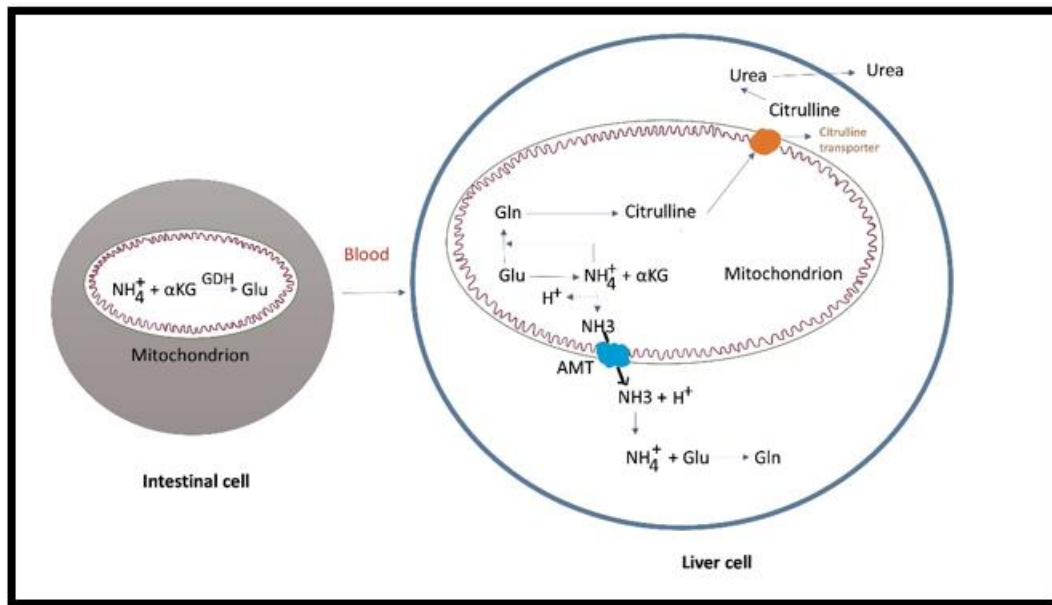 Urea
Urea
Citrulline
Citrulline
transporter
Gln
Citrulline
Blood
Glu
NH4+ + αKG
Mitochondrion
NH4+ + αKG GDH Glu
H+
NH3
Mitochondrion
AMT
NH3 + H+
NH4+ + Glu
Gln
Intestinal cell
Liver cell